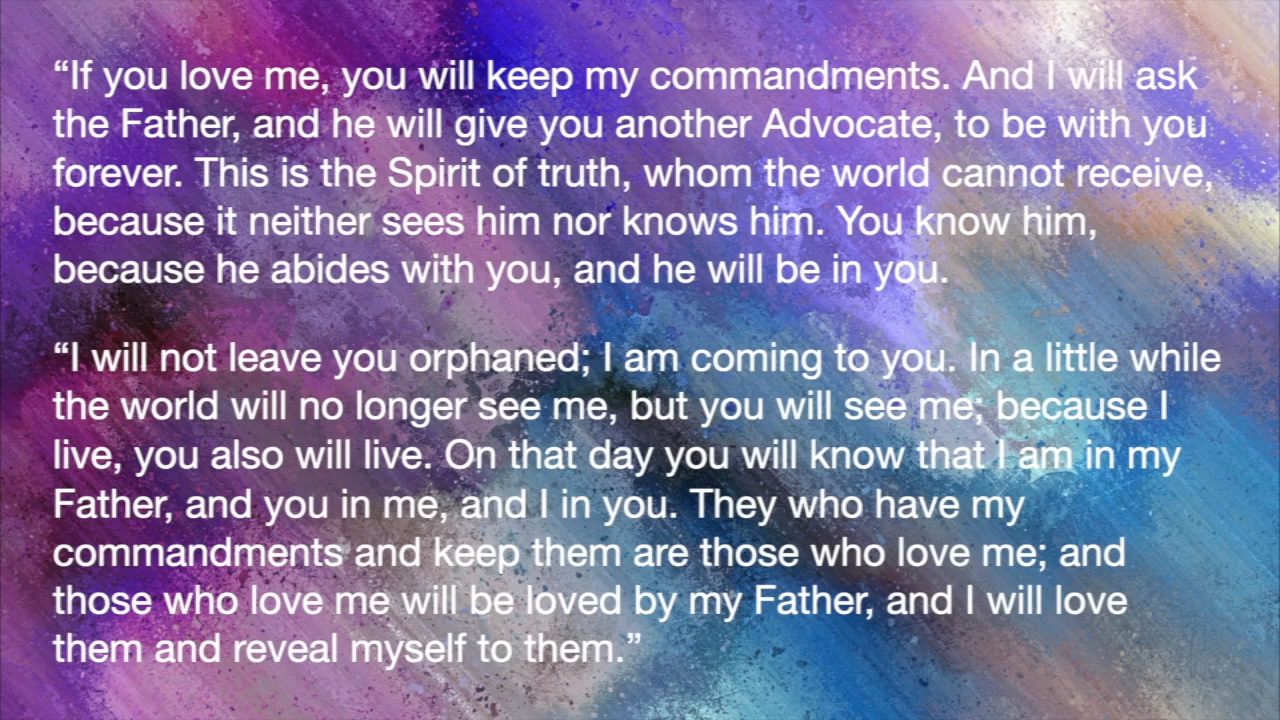 “If you love me, you will keep my commandments. And I will ask
the Father, and he will give you another Advocate, to be with you
forever. This is the Spirit of truth, whom the world cannot receive,
because it neither sees him nor knows him. You know him,
because he abides with you, and he will be in you.
“I will not leave you orphaned; I am coming to you. In a little while
the world will no longer see me, but you will see me; because I
live, you also will live. On that day you will know that I am in my
Father, and you in me, and I in you. They who have my
commandments and keep them are those who love me; and
those who love me will be loved by my Father, and I will love
them and reveal myself to them.”